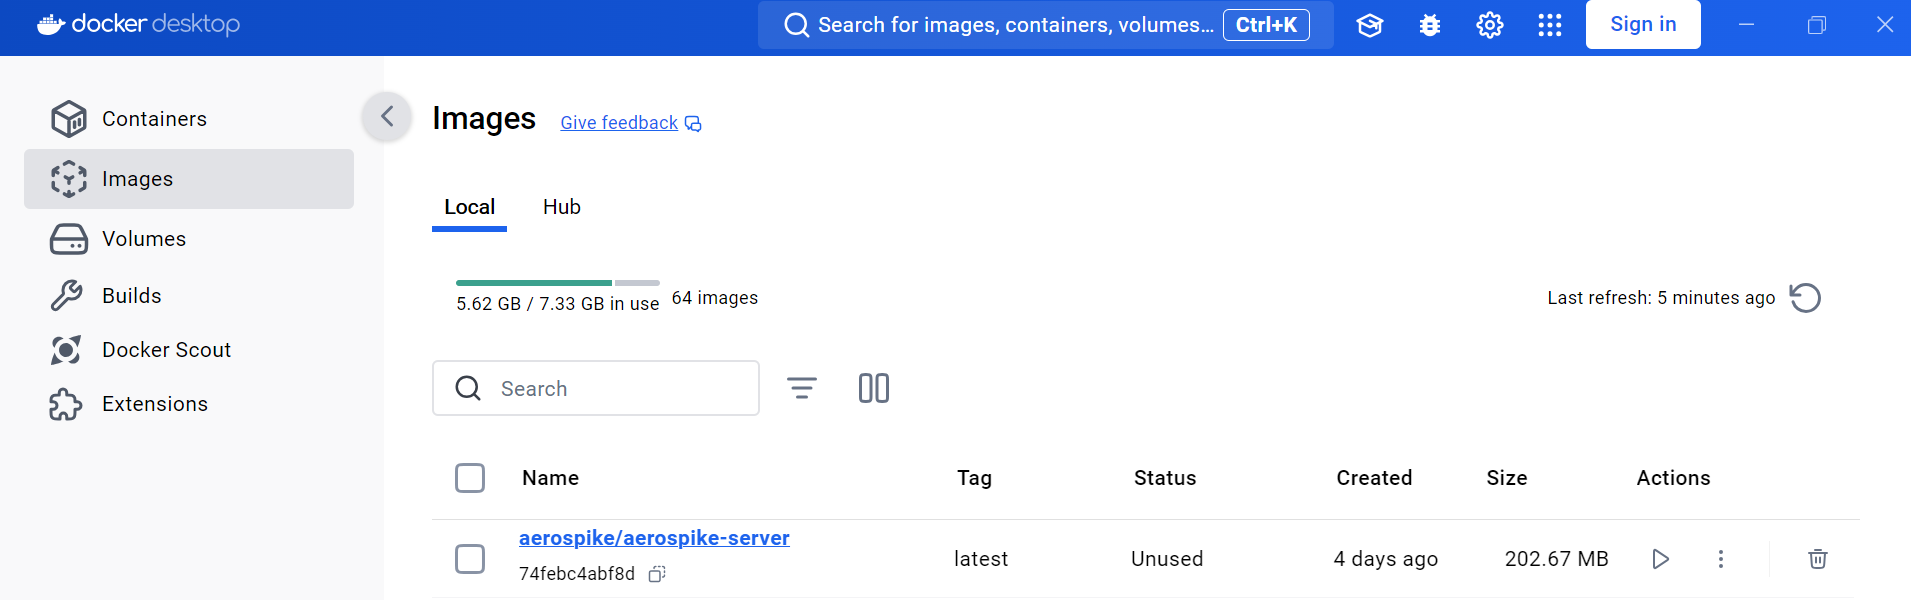 docker desktop
Search for images, containers, volumes... Ctrl+K
Sign in
Containers
Images
Volumes
Builds
Docker Scout
Extensions
Images Give feedback
Local Hub
5.62 GB / 7.33 GB in use 64 images
Last refresh: 5 minutes ago
Search
Name Tag Status Created Size Actions
aerospike/aerospike-server
74febc4abf8d
latest Unused 4 days ago 202.67 MB